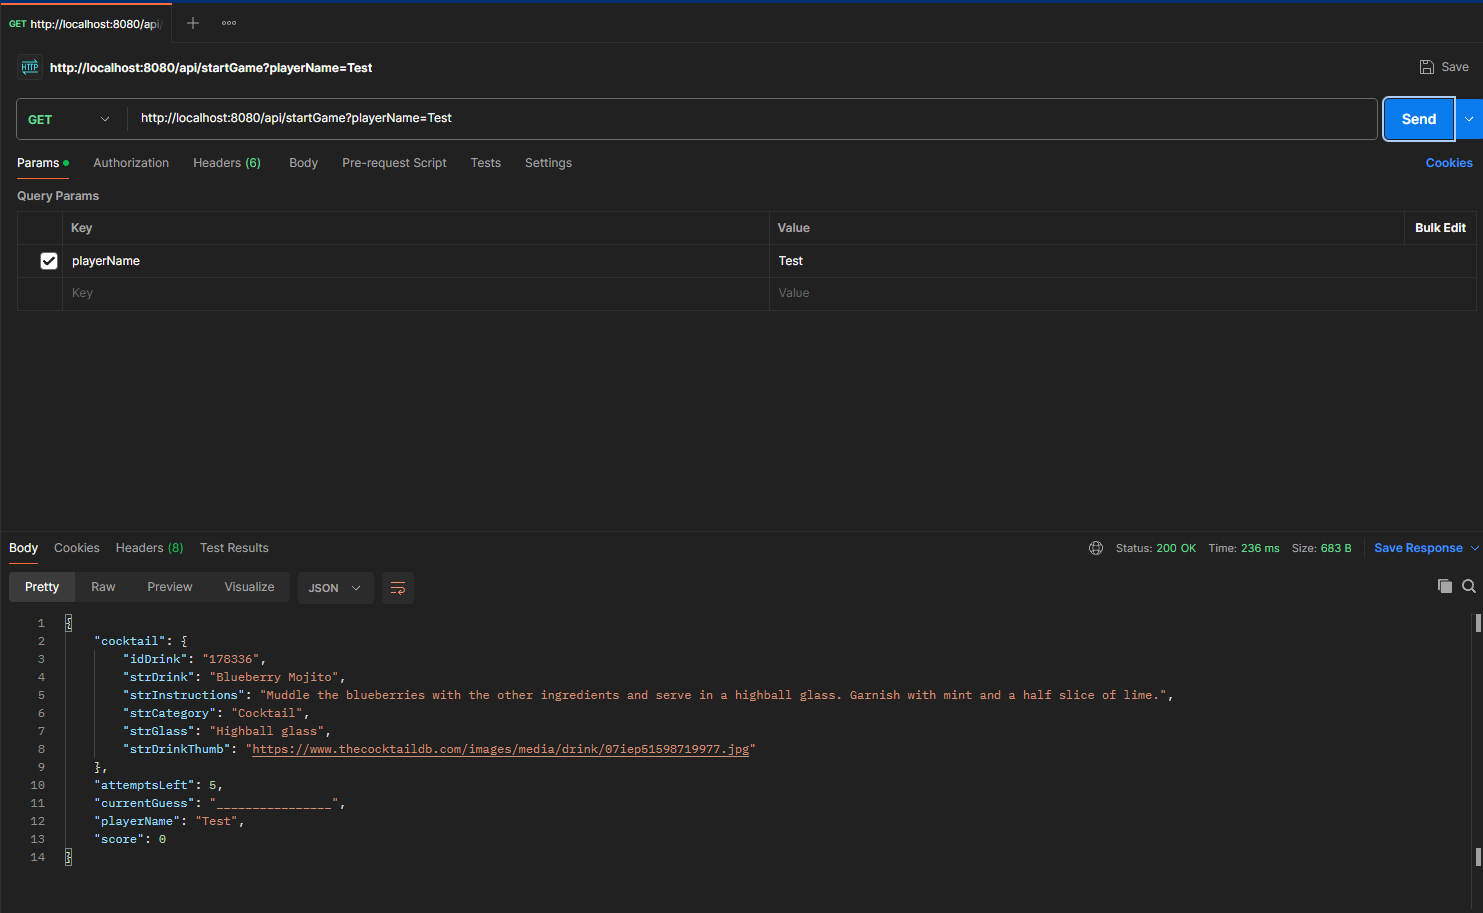 GET http://localhost:8080/api/
HTTP http://localhost:8080/api/startGame?playerName=Test Save
GET http://localhost:8080/api/startGame?playerName=Test Send
Params Authorization Headers (6) Body Pre-request Script Tests Settings Cookies
Query Params
Key Value Bulk Edit
playerName Test
Key Value
Body Cookies Headers (8) Test Results Status: 200 OK Time: 236 ms Size: 683 B Save Response
Pretty Raw Preview Visualize JSON
1 {
2 "cocktail": {
3 "idDrink": "178336",
4 "strDrink": "Blueberry Mojito",
5 "strInstructions": "Muddle the blueberries with the other ingredients and serve in a highball glass. Garnish with mint and a half slice of lime.",
6 "strCategory": "Cocktail",
7 "strGlass": "Highball glass",
8 "strDrinkThumb": "https://www.thecocktaildb.com/images/media/drink/07iep51598719977.jpg"
9 },
10 "attemptsLeft": 5,
11 "currentGuess": "________________",
12 "playerName": "Test",
13 "score": 0
14 }